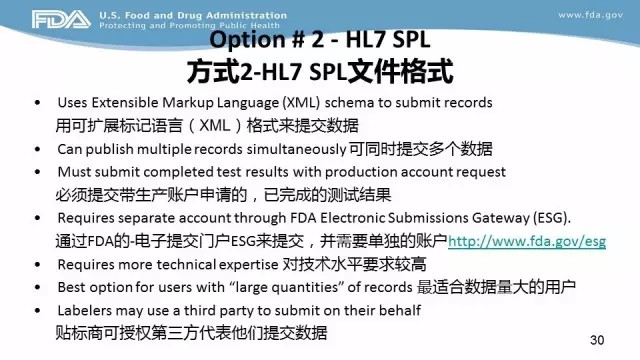 FDA U.S. Food and Drug Administration
Protecting and Promoting Public Health
www.fda.gov
Option # 2 - HL7 SPL
方式2-HL7 SPL文件格式
• Uses Extensible Markup Language (XML) schema to submit records
用可扩展标记语言（XML）格式来提交数据
• Can publish multiple records simultaneously 可同时提交多个数据
• Must submit completed test results with production account request
必须提交带生产账户申请的，已完成的测试结果
• Requires separate account through FDA Electronic Submissions Gateway (ESG).
通过FDA的-电子提交门户ESG来提交，并需要单独的账户http://www.fda.gov/esg
• Requires more technical expertise 对技术水平要求较高
• Best option for users with “large quantities” of records 最适合数据量大的用户
• Labelers may use a third party to submit on their behalf
贴标商可授权第三方代表他们提交数据
30